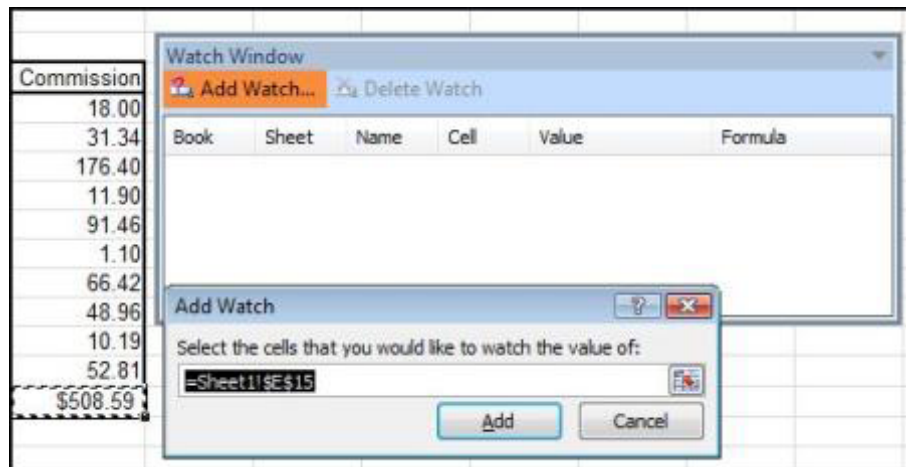 Watch Window
Add Watch... Delete Watch
Book Sheet Name Cell Value Formula
Commission
18.00
31.34
176.40
11.90
91.46
1.10
66.42
48.96
10.19
52.81
$508.59
Add Watch
Select the cells that you would like to watch the value of:
=Sheet1!$E$15
Add Cancel